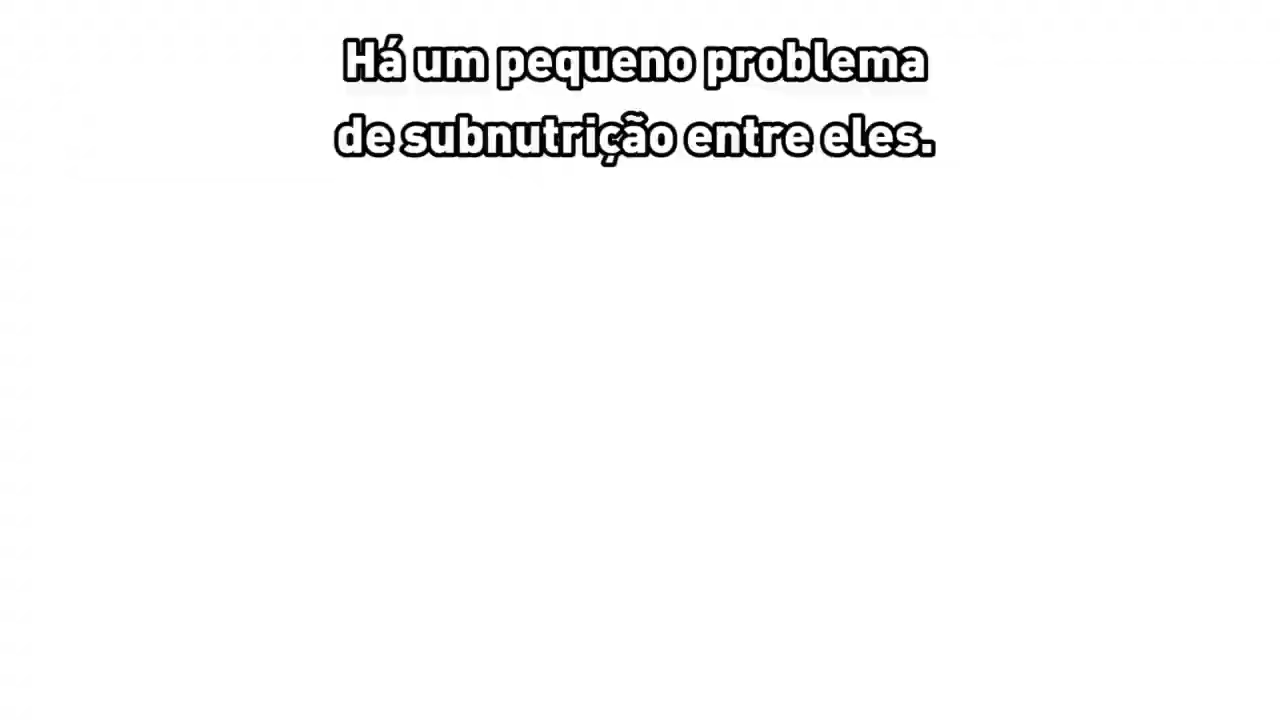 Há um pequeno problema
de subnutrição entre eles.